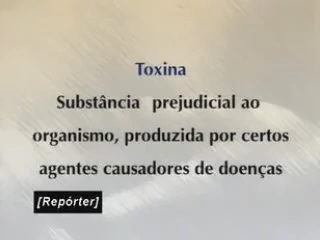 Toxina
Substância prejudicial ao
organismo, produzida por certos
agentes causadores de doenças
[Repórter]